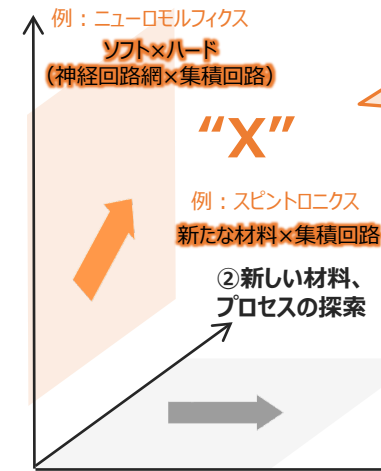 例：ニューロモルフィクス
ソフト×ハード
（神経回路網×集積回路）
“X”
例：スピントロニクス
新たな材料×集積回路
②新しい材料、
プロセスの探索